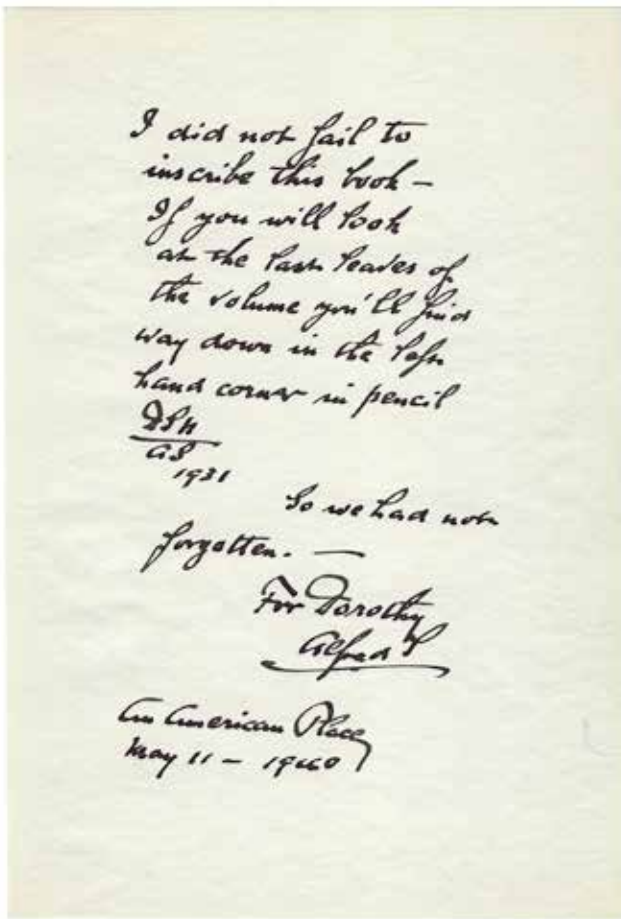 I did not fail to
inscribe this book —
If you will look
at the last leaves of
the volume you'll find
way down in the left
hand corner in pencil
DSN
AS
1931
So we had not
forgotten. —
For Dorothy
Alfred S
An American Place
May 11 — 1940